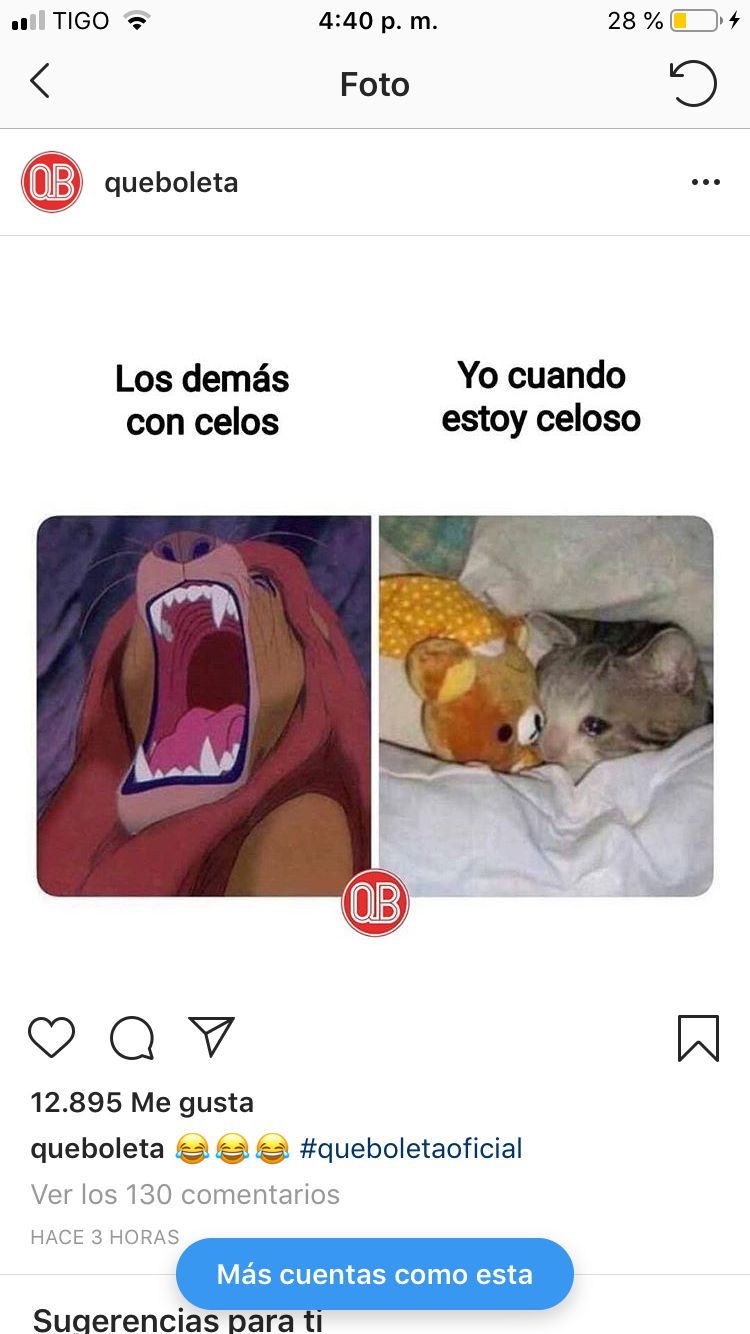 TIGO 4:40 p. m. 28 %
Foto
QB queboleta
Los demás
con celos
Yo cuando
estoy celoso
QB
12.895 Me gusta
queboleta 😂😂😂 #queboletaoficial
Ver los 130 comentarios
HACE 3 HORAS
Más cuentas como esta
Sugerencias para ti